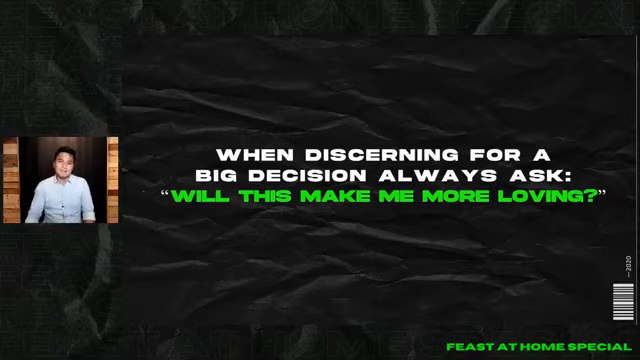 WHEN DISCERNING FOR A
BIG DECISION ALWAYS ASK:
“WILL THIS MAKE ME MORE LOVING?”
—2020
FEAST AT HOME SPECIAL